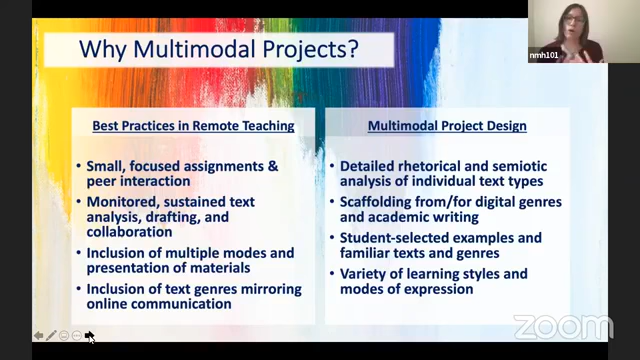 Why Multimodal Projects?
nmh101
Best Practices in Remote Teaching
• Small, focused assignments &
peer interaction
• Monitored, sustained text
analysis, drafting, and
collaboration
• Inclusion of multiple modes and
presentation of materials
• Inclusion of text genres mirroring
online communication
Multimodal Project Design
• Detailed rhetorical and semiotic
analysis of individual text types
• Scaffolding from/for digital genres
and academic writing
• Student-selected examples and
familiar texts and genres
• Variety of learning styles and
modes of expression
zoom